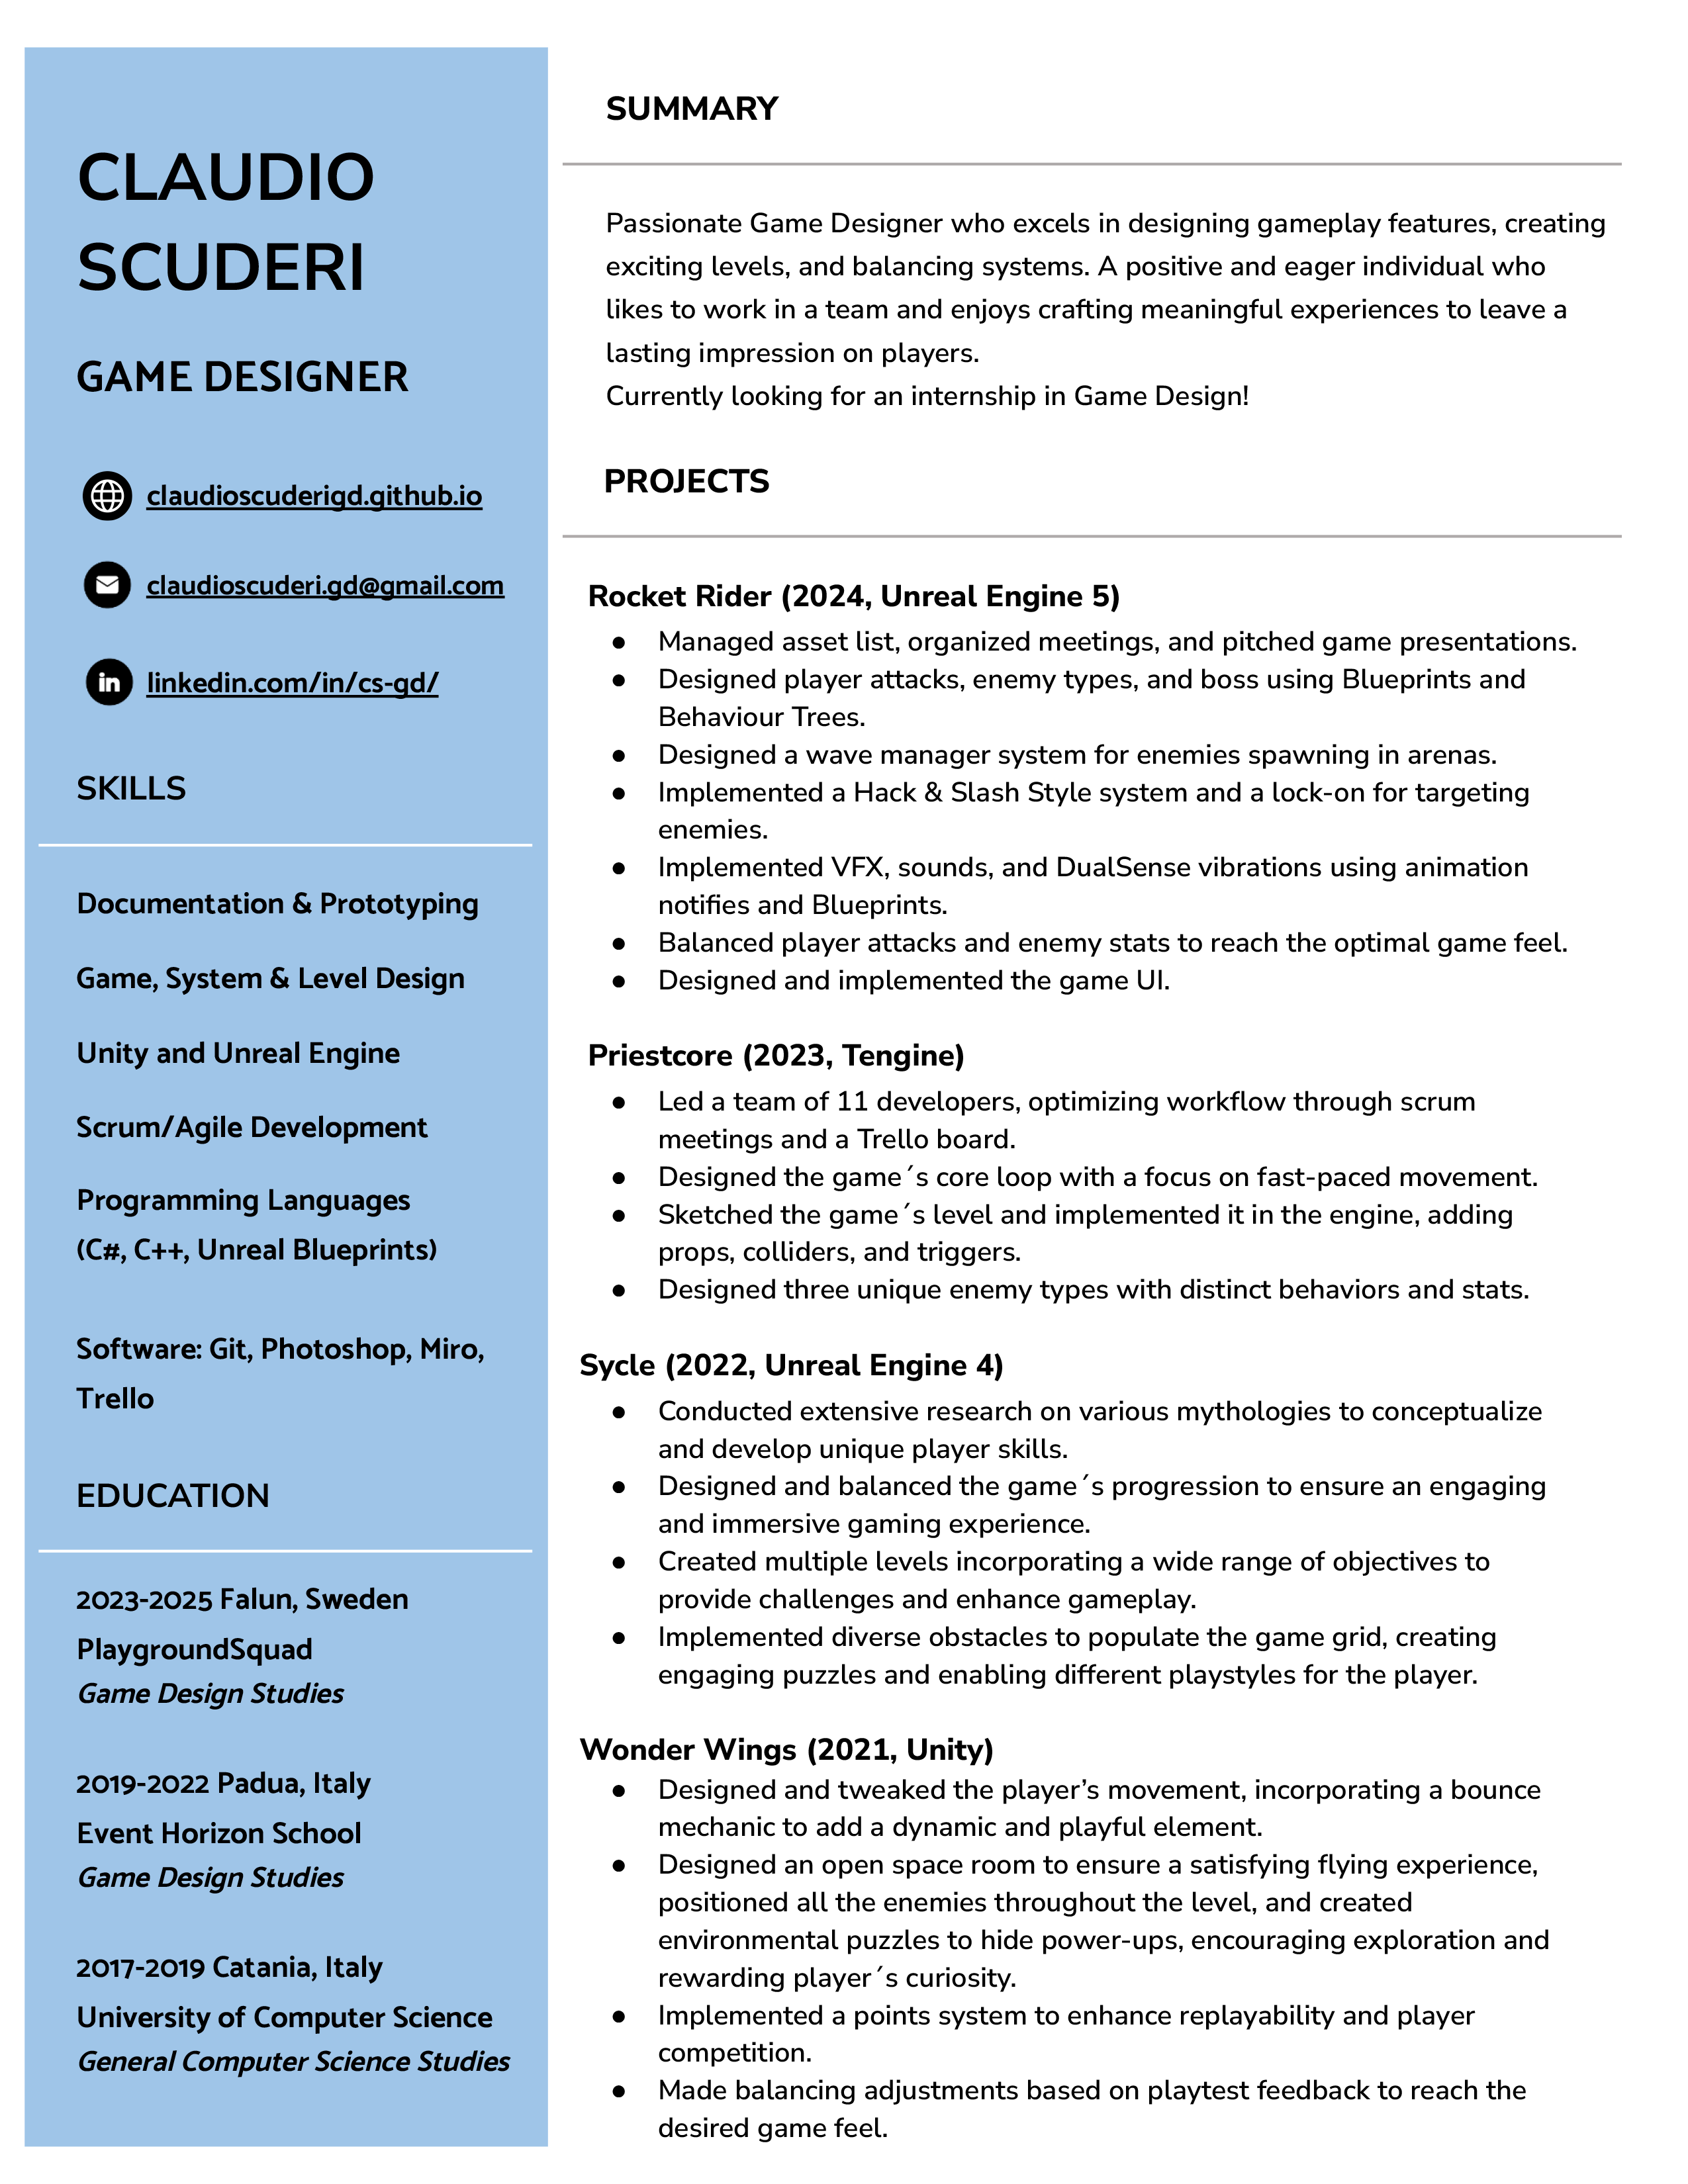 CLAUDIO
SCUDERI
GAME DESIGNER
claudioscuderigd.github.io
claudioscuderi.gd@gmail.com
in linkedin.com/in/cs-gd/
SKILLS
Documentation & Prototyping
Game, System & Level Design
Unity and Unreal Engine
Scrum/Agile Development
Programming Languages
(C#, C++, Unreal Blueprints)
Software: Git, Photoshop, Miro,
Trello
EDUCATION
2023-2025 Falun, Sweden
PlaygroundSquad
Game Design Studies
2019-2022 Padua, Italy
Event Horizon School
Game Design Studies
2017-2019 Catania, Italy
University of Computer Science
General Computer Science Studies
SUMMARY
Passionate Game Designer who excels in designing gameplay features, creating
exciting levels, and balancing systems. A positive and eager individual who
likes to work in a team and enjoys crafting meaningful experiences to leave a
lasting impression on players.
Currently looking for an internship in Game Design!
PROJECTS
Rocket Rider (2024, Unreal Engine 5)
● Managed asset list, organized meetings, and pitched game presentations.
● Designed player attacks, enemy types, and boss using Blueprints and
Behaviour Trees.
● Designed a wave manager system for enemies spawning in arenas.
● Implemented a Hack & Slash Style system and a lock-on for targeting
enemies.
● Implemented VFX, sounds, and DualSense vibrations using animation
notifies and Blueprints.
● Balanced player attacks and enemy stats to reach the optimal game feel.
● Designed and implemented the game UI.
Priestcore (2023, Tengine)
● Led a team of 11 developers, optimizing workflow through scrum
meetings and a Trello board.
● Designed the game´s core loop with a focus on fast-paced movement.
● Sketched the game´s level and implemented it in the engine, adding
props, colliders, and triggers.
● Designed three unique enemy types with distinct behaviors and stats.
Sycle (2022, Unreal Engine 4)
● Conducted extensive research on various mythologies to conceptualize
and develop unique player skills.
● Designed and balanced the game´s progression to ensure an engaging
and immersive gaming experience.
● Created multiple levels incorporating a wide range of objectives to
provide challenges and enhance gameplay.
● Implemented diverse obstacles to populate the game grid, creating
engaging puzzles and enabling different playstyles for the player.
Wonder Wings (2021, Unity)
● Designed and tweaked the player’s movement, incorporating a bounce
mechanic to add a dynamic and playful element.
● Designed an open space room to ensure a satisfying flying experience,
positioned all the enemies throughout the level, and created
environmental puzzles to hide power-ups, encouraging exploration and
rewarding player´s curiosity.
● Implemented a points system to enhance replayability and player
competition.
● Made balancing adjustments based on playtest feedback to reach the
desired game feel.